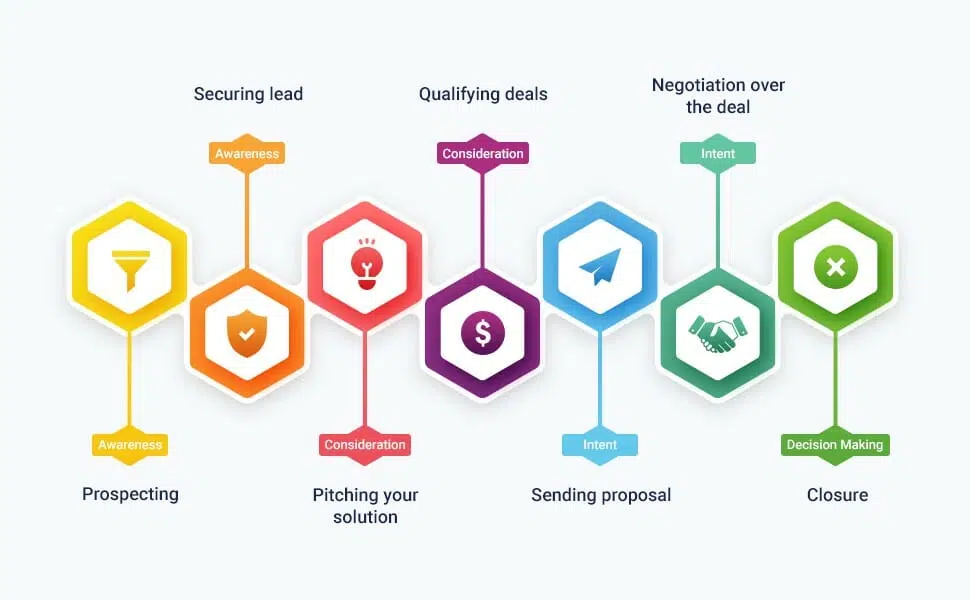 Securing lead
Qualifying deals
Negotiation over
the deal
Awareness
Consideration
Intent
$
Awareness
Consideration
Intent
Decision Making
Prospecting
Pitching your
solution
Sending proposal
Closure